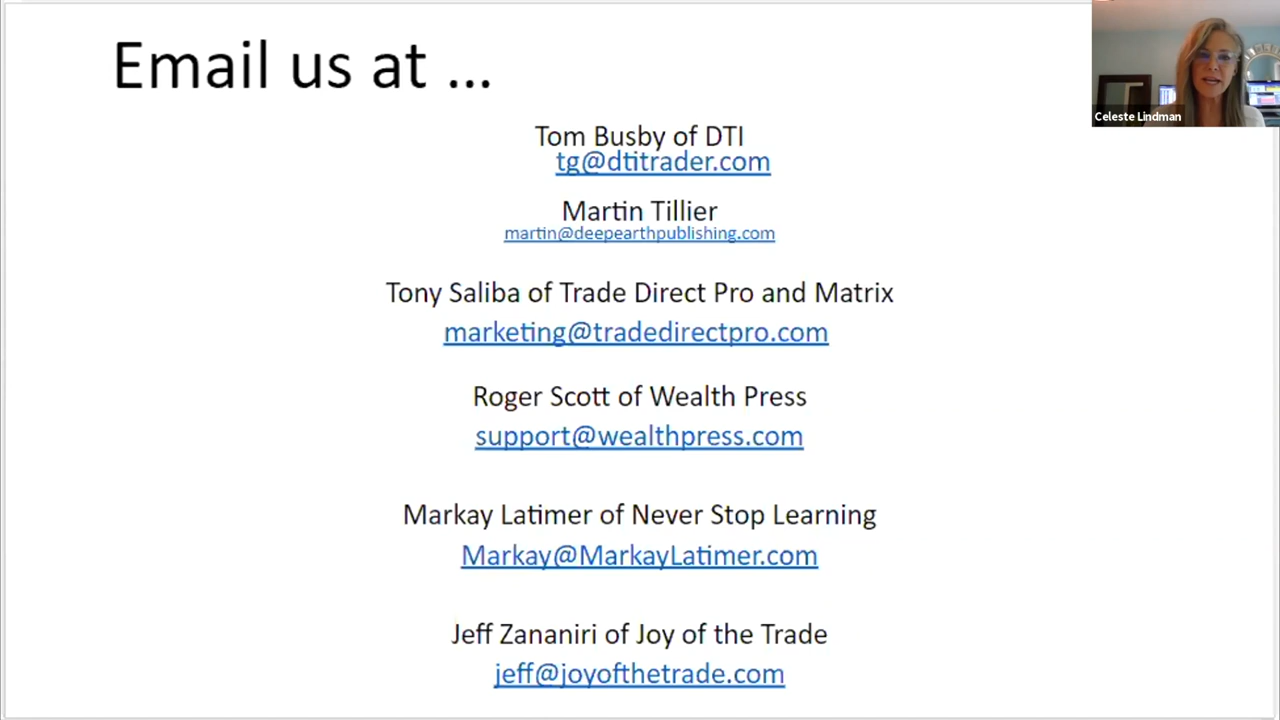 Email us at ...
Celeste Lindman
Tom Busby of DTI
tg@dtitrader.com
Martin Tillier
martin@deepearthpublishing.com
Tony Saliba of Trade Direct Pro and Matrix
marketing@tradedirectpro.com
Roger Scott of Wealth Press
support@wealthpress.com
Markay Latimer of Never Stop Learning
Markay@MarkayLatimer.com
Jeff Zananiri of Joy of the Trade
jeff@joyofthetrade.com